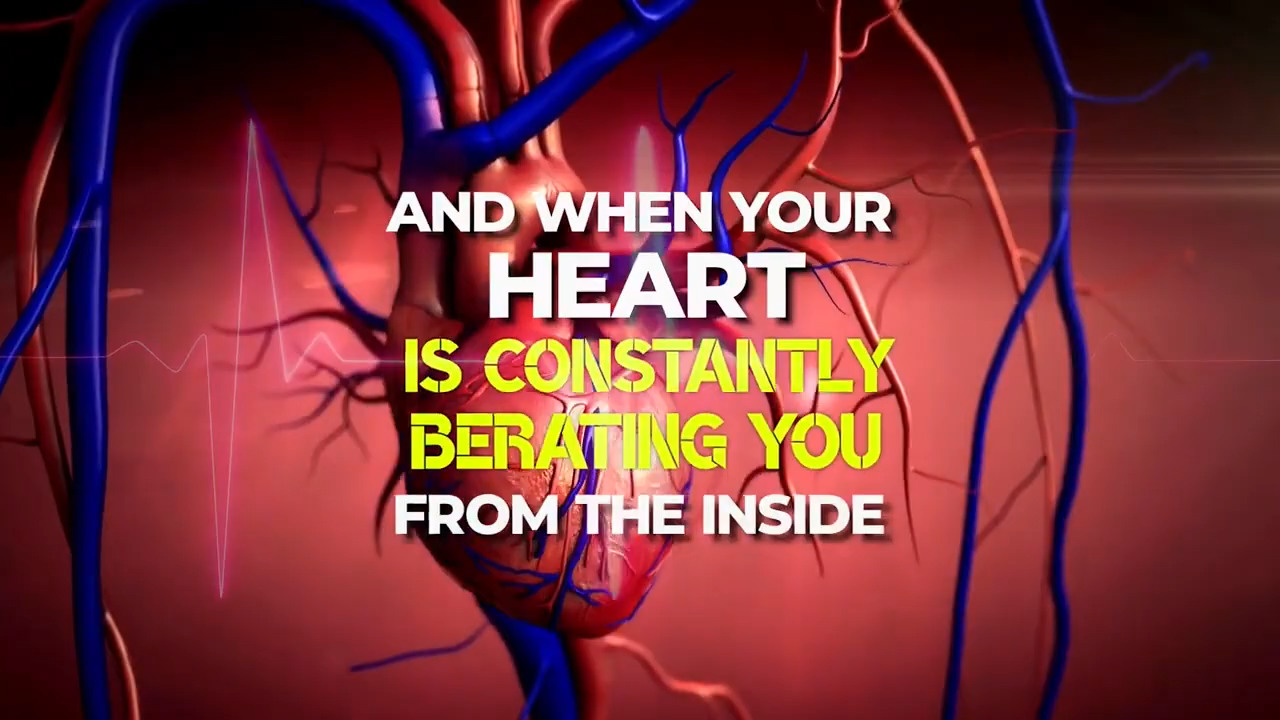 AND WHEN YOUR
HEART
IS CONSTANTLY
BERATING YOU
FROM THE INSIDE